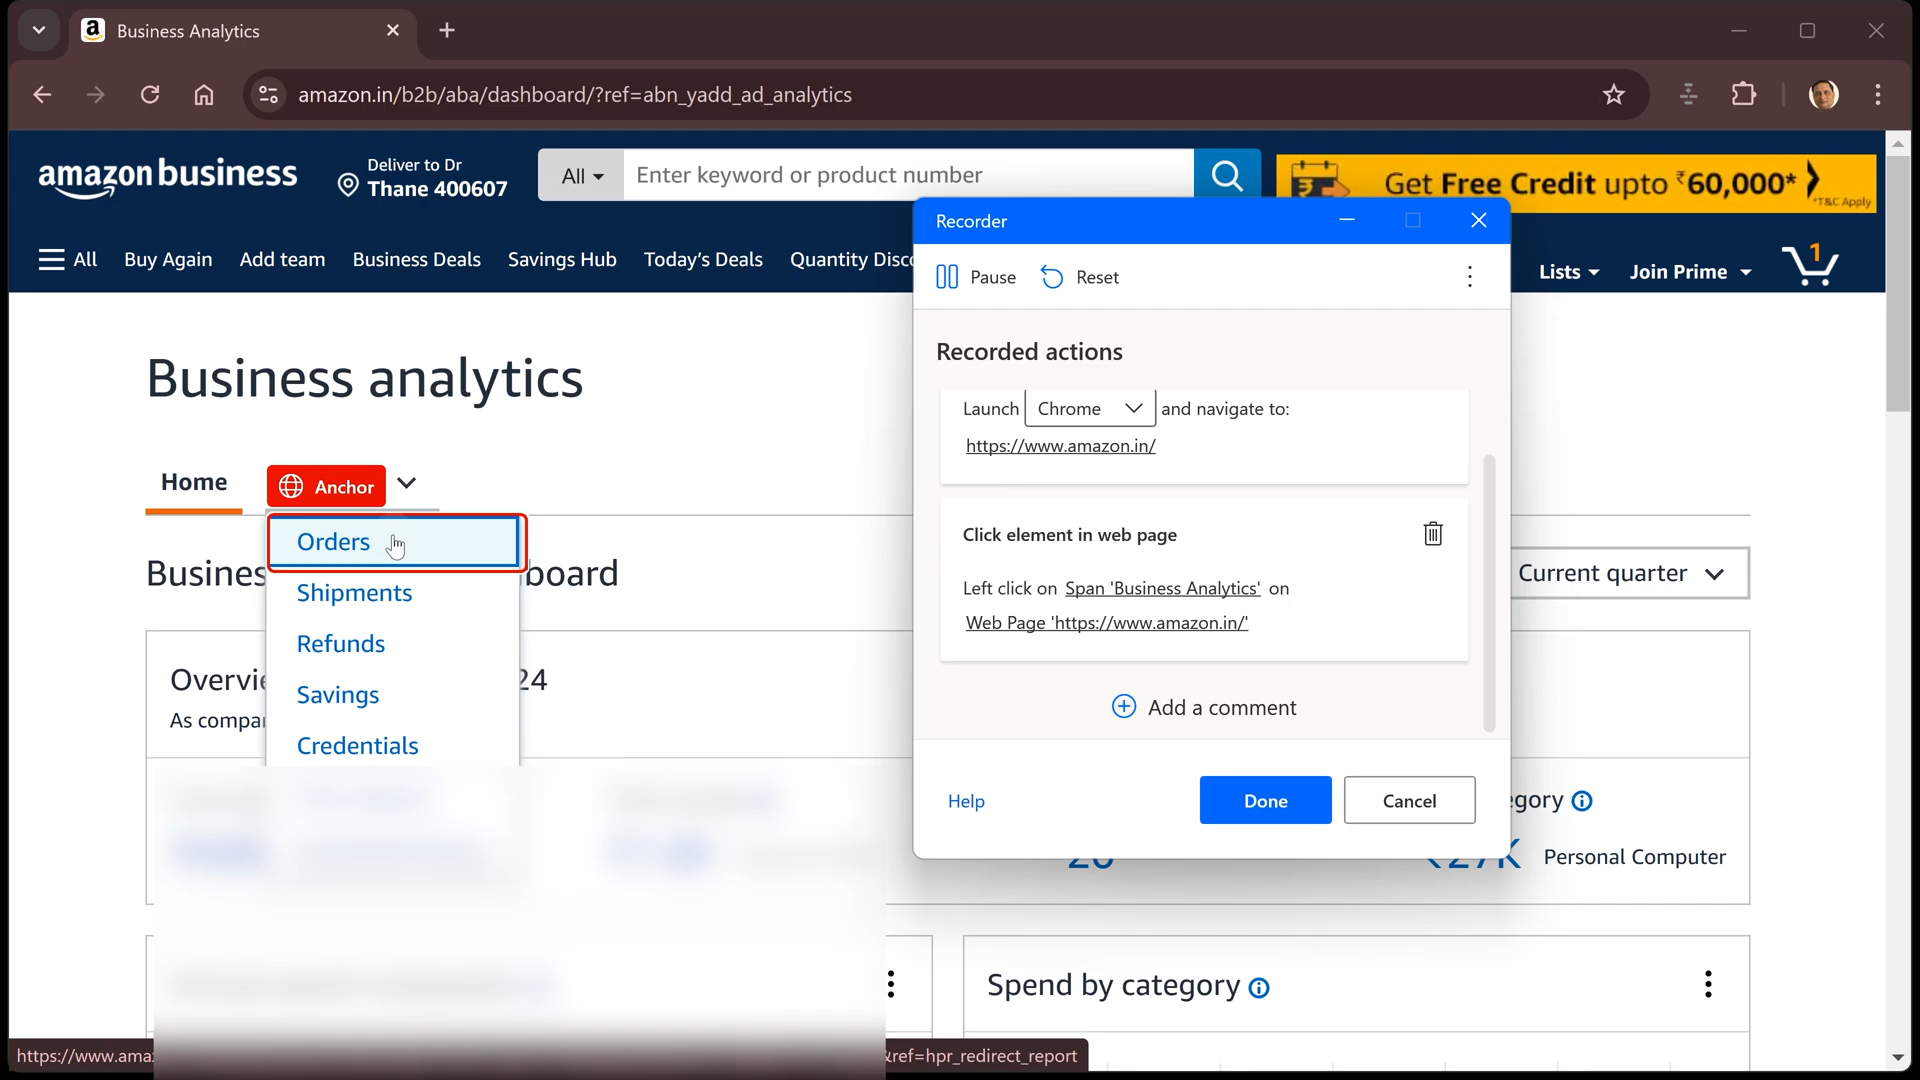 Business Analytics
amazon.in/b2b/aba/dashboard/?ref=abn_yadd_ad_analytics
amazon business
Deliver to Dr
Thane 400607
All
Enter keyword or product number
Get Free Credit upto ₹60,000*
*T&C Apply
All
Buy Again
Add team
Business Deals
Savings Hub
Today's Deals
Quantity Disco
Lists
Join Prime
1
Recorder
Pause
Reset
Recorded actions
Launch Chrome and navigate to:
https://www.amazon.in/
Click element in web page
Left click on Span 'Business Analytics' on
Web Page 'https://www.amazon.in/'
Add a comment
Help
Done
Cancel
Business analytics
Home
Anchor
Orders
Shipments
Refunds
Savings
Credentials
Busines
board
Current quarter
Overvie
24
As compar
egory
20
₹27K
Personal Computer
Spend by category
https://www.ama
&ref=hpr_redirect_report